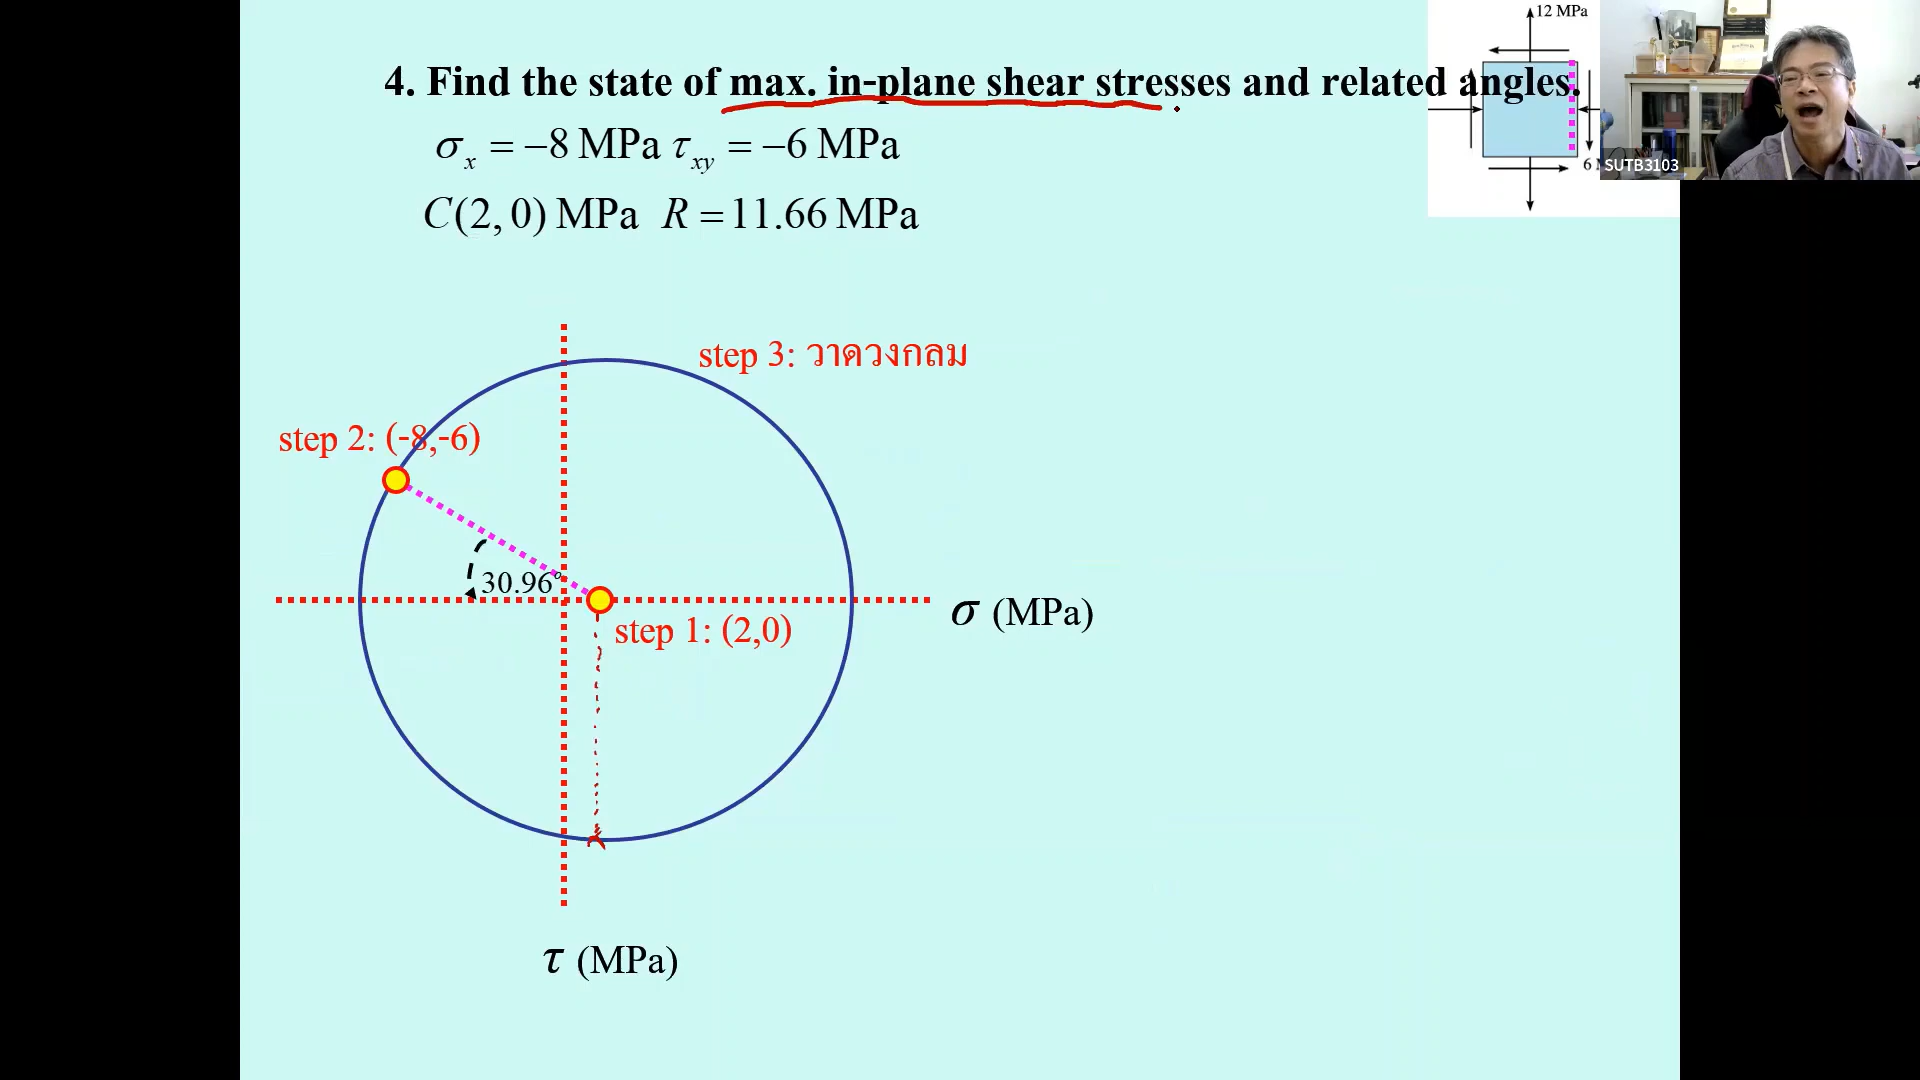 12 MPa
4. Find the state of max. in-plane shear stresses and related angles.
σx = −8 MPa τxy = −6 MPa
C(2, 0) MPa R = 11.66 MPa
6
SUTB3103
step 3: วาดวงกลม
step 2: (-8,-6)
30.96°
σ (MPa)
step 1: (2,0)
τ (MPa)